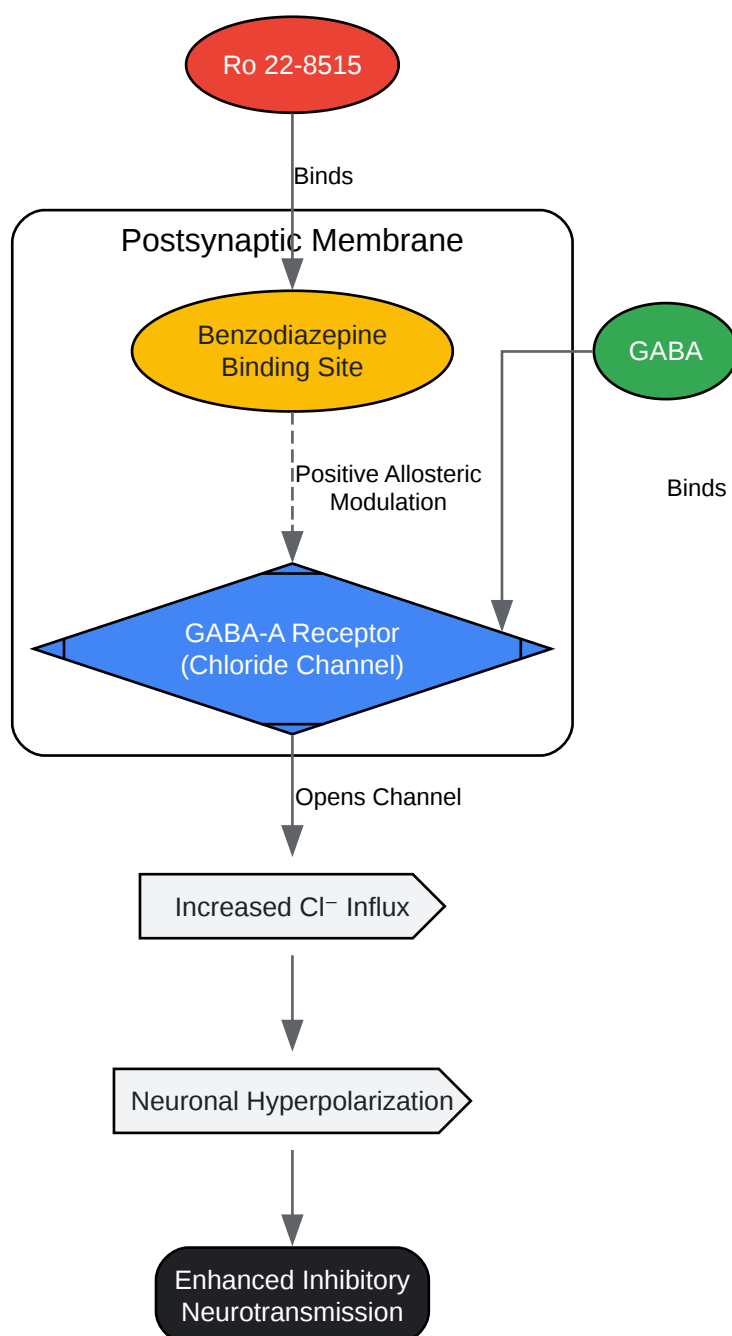 Ro 22-8515
Binds
Postsynaptic Membrane
Benzodiazepine
Binding Site
GABA
Positive Allosteric
Modulation
Binds
GABA-A Receptor
(Chloride Channel)
Opens Channel
Increased Cl⁻ Influx
Neuronal Hyperpolarization
Enhanced Inhibitory
Neurotransmission